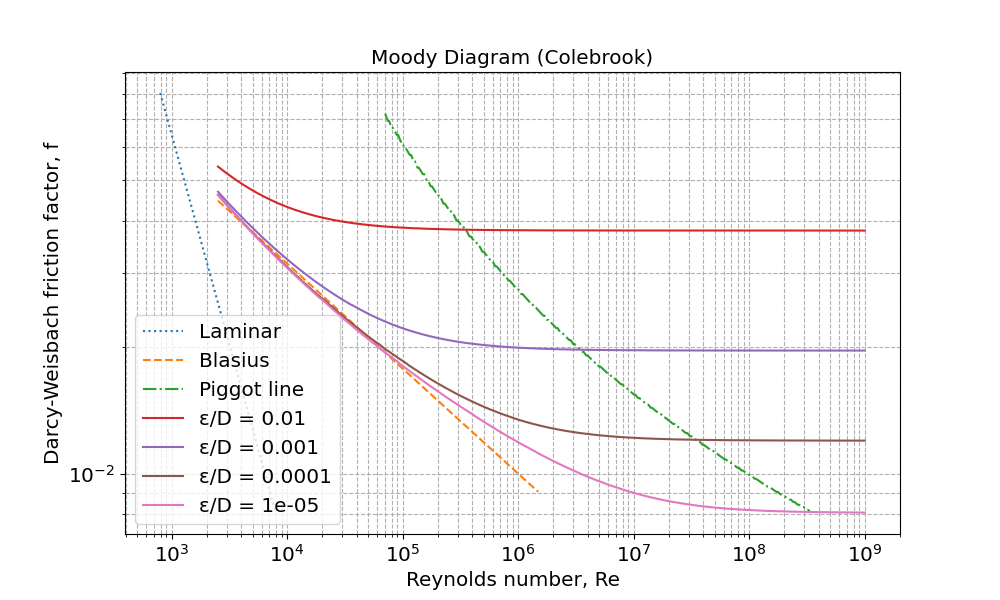 Moody Diagram (Colebrook)
Darcy-Weisbach friction factor, f
10⁻²
Laminar
Blasius
Piggot line
ε/D = 0.01
ε/D = 0.001
ε/D = 0.0001
ε/D = 1e-05
10³ 10⁴ 10⁵ 10⁶ 10⁷ 10⁸ 10⁹
Reynolds number, Re